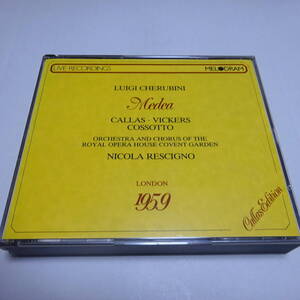 LIVE RECORDINGS
MELODRAM
LUIGI CHERUBINI
Medea
CALLAS · VICKERS
COSSOTTO
ORCHESTRA AND CHORUS OF THE
ROYAL OPERA HOUSE COVENT GARDEN
NICOLA RESCIGNO
LONDON
1959
Callas Edition